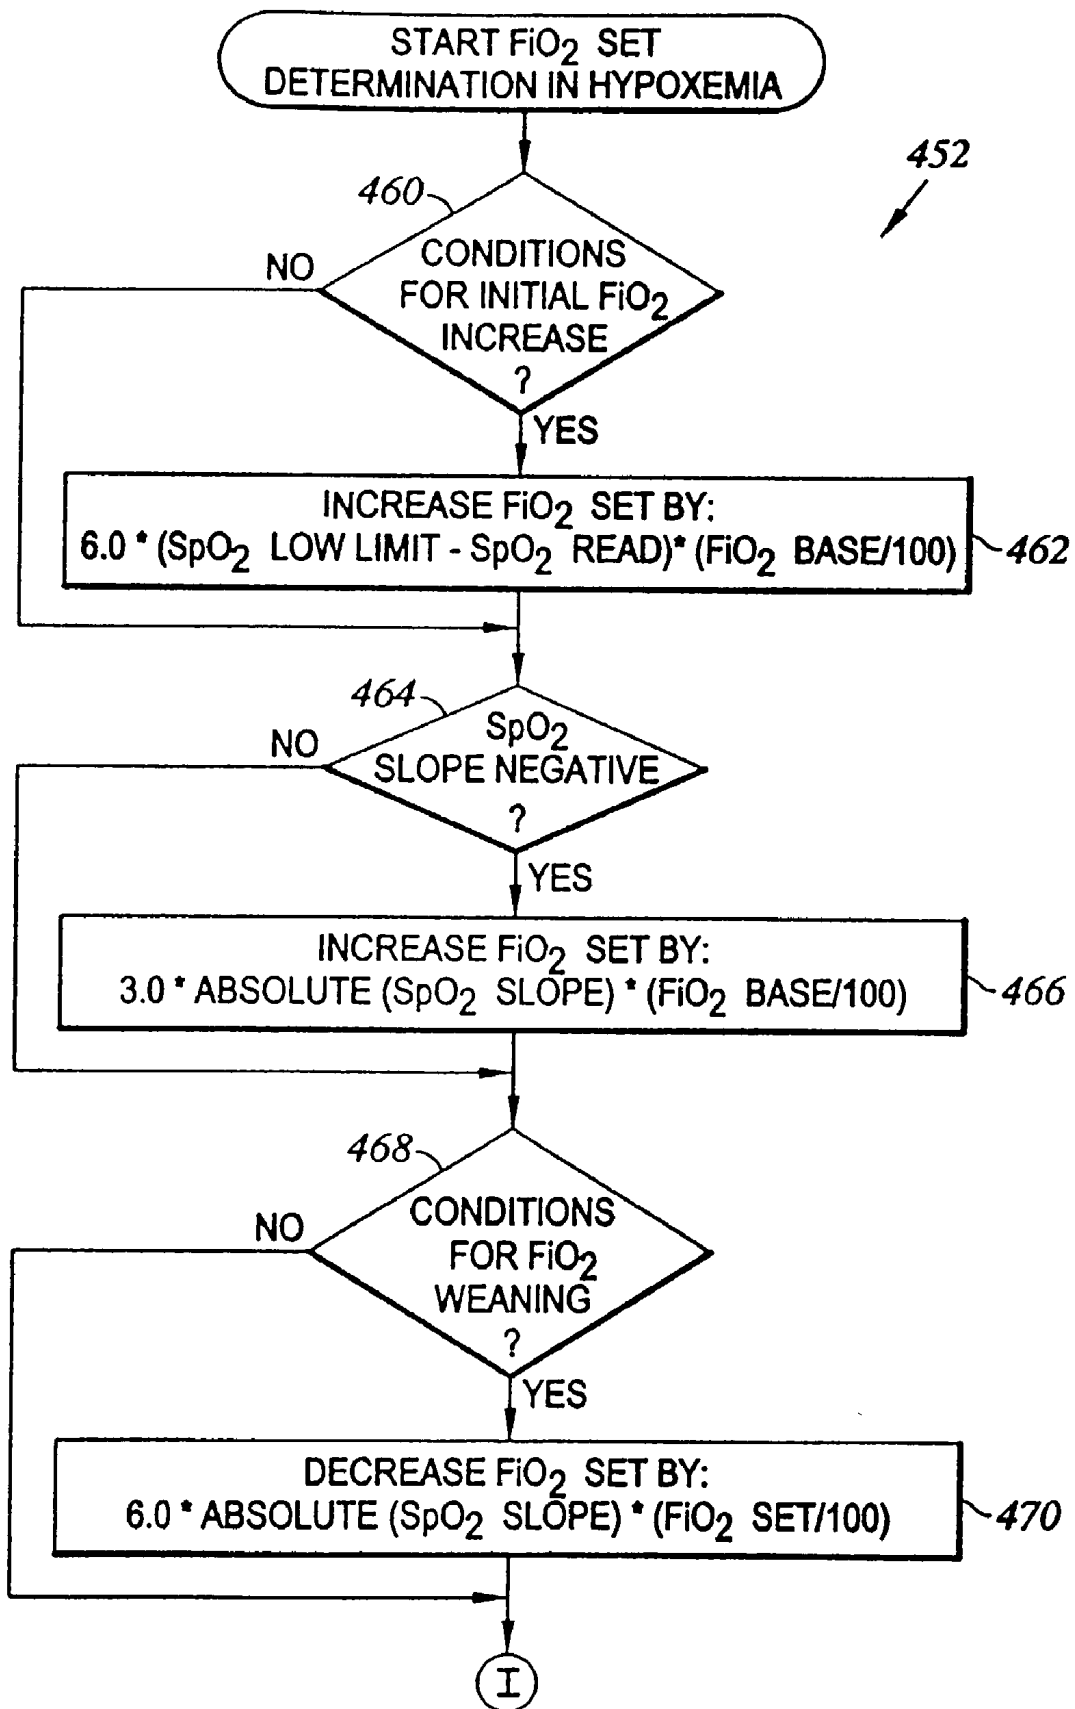 START FiO2 SET
DETERMINATION IN HYPOXEMIA
452
460
NO
CONDITIONS
FOR INITIAL FiO2
INCREASE
?
YES
INCREASE FiO2 SET BY:
6.0 * (SpO2 LOW LIMIT - SpO2 READ)* (FiO2 BASE/100)
462
464
NO
SpO2
SLOPE NEGATIVE
?
YES
INCREASE FiO2 SET BY:
3.0 * ABSOLUTE (SpO2 SLOPE) * (FiO2 BASE/100)
466
468
NO
CONDITIONS
FOR FiO2
WEANING
?
YES
DECREASE FiO2 SET BY:
6.0 * ABSOLUTE (SpO2 SLOPE) * (FiO2 SET/100)
470
I